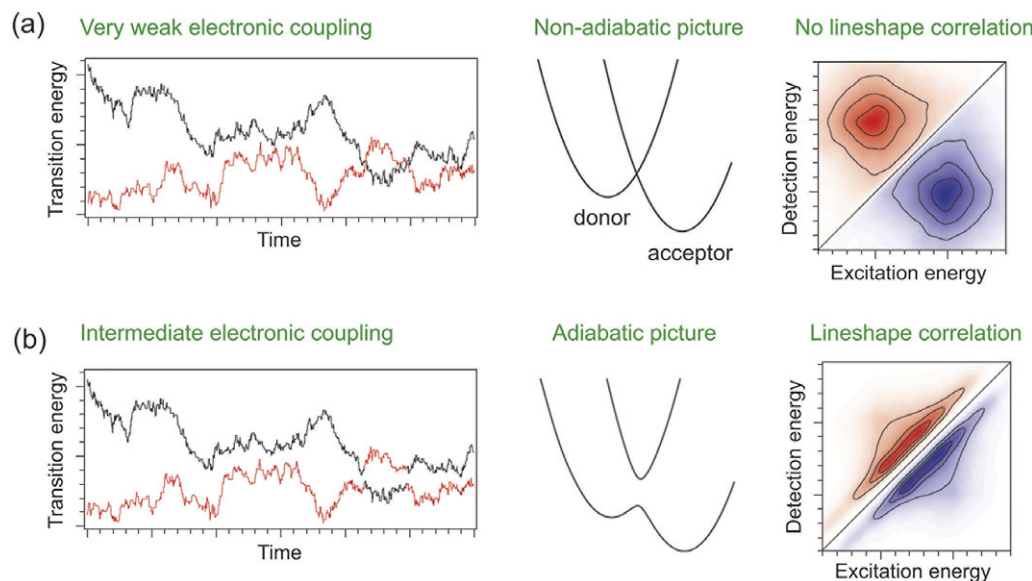 (a)
Very weak electronic coupling
Non-adiabatic picture
No lineshape correlation
Transition energy
Time
donor
acceptor
Detection energy
Excitation energy
(b)
Intermediate electronic coupling
Adiabatic picture
Lineshape correlation
Transition energy
Time
Detection energy
Excitation energy